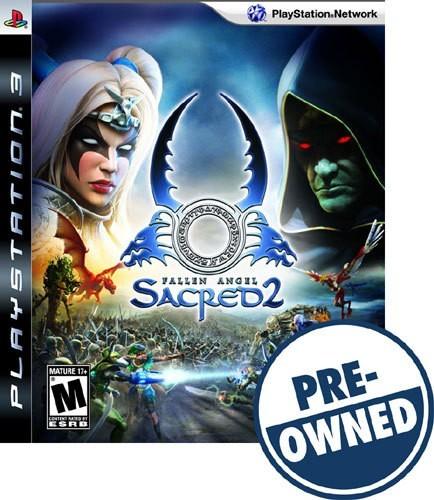 PlayStation®Network
PLAYSTATION 3
FALLEN ANGEL
SACRED 2
MATURE 17+
M
CONTENT RATED BY
ESRB
PRE-
OWNED